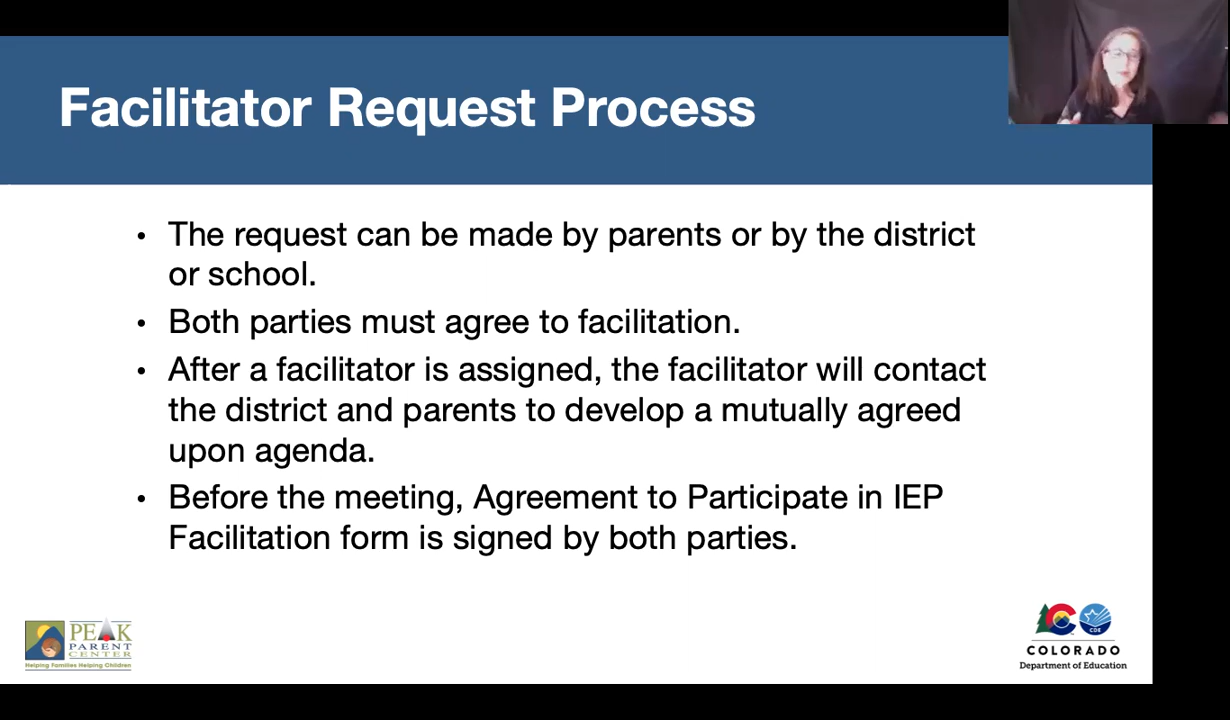 Facilitator Request Process
• The request can be made by parents or by the district
or school.
• Both parties must agree to facilitation.
• After a facilitator is assigned, the facilitator will contact
the district and parents to develop a mutually agreed
upon agenda.
• Before the meeting, Agreement to Participate in IEP
Facilitation form is signed by both parties.
PEAK
PARENT
CENTER
Helping Families Helping Children
CDE
COLORADO
Department of Education